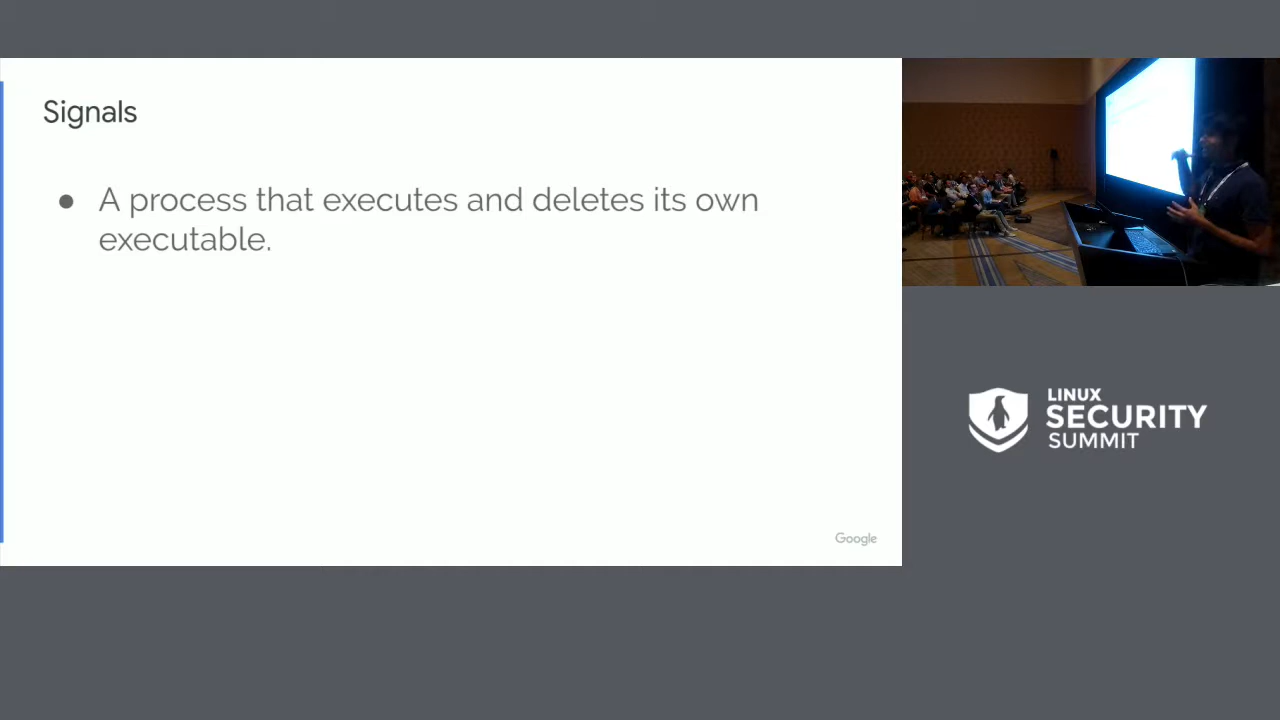 Signals
● A process that executes and deletes its own
executable.
Google
LINUX
SECURITY
SUMMIT